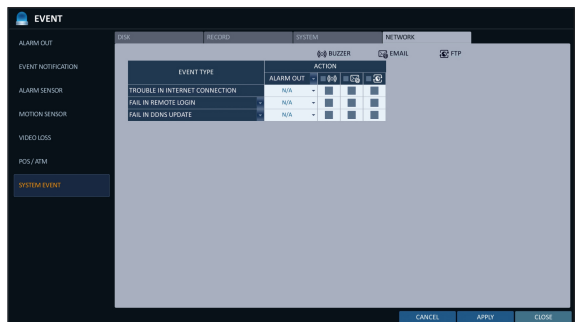 EVENT
ALARM OUT
EVENT NOTIFICATION
ALARM SENSOR
MOTION SENSOR
VIDEO LOSS
POS / ATM
SYSTEM EVENT
DISK RECORD SYSTEM NETWORK
BUZZER EMAIL FTP
EVENT TYPE ACTION
ALARM OUT
TROUBLE IN INTERNET CONNECTION N/A
FAIL IN REMOTE LOGIN N/A
FAIL IN DDNS UPDATE N/A
CANCEL APPLY CLOSE